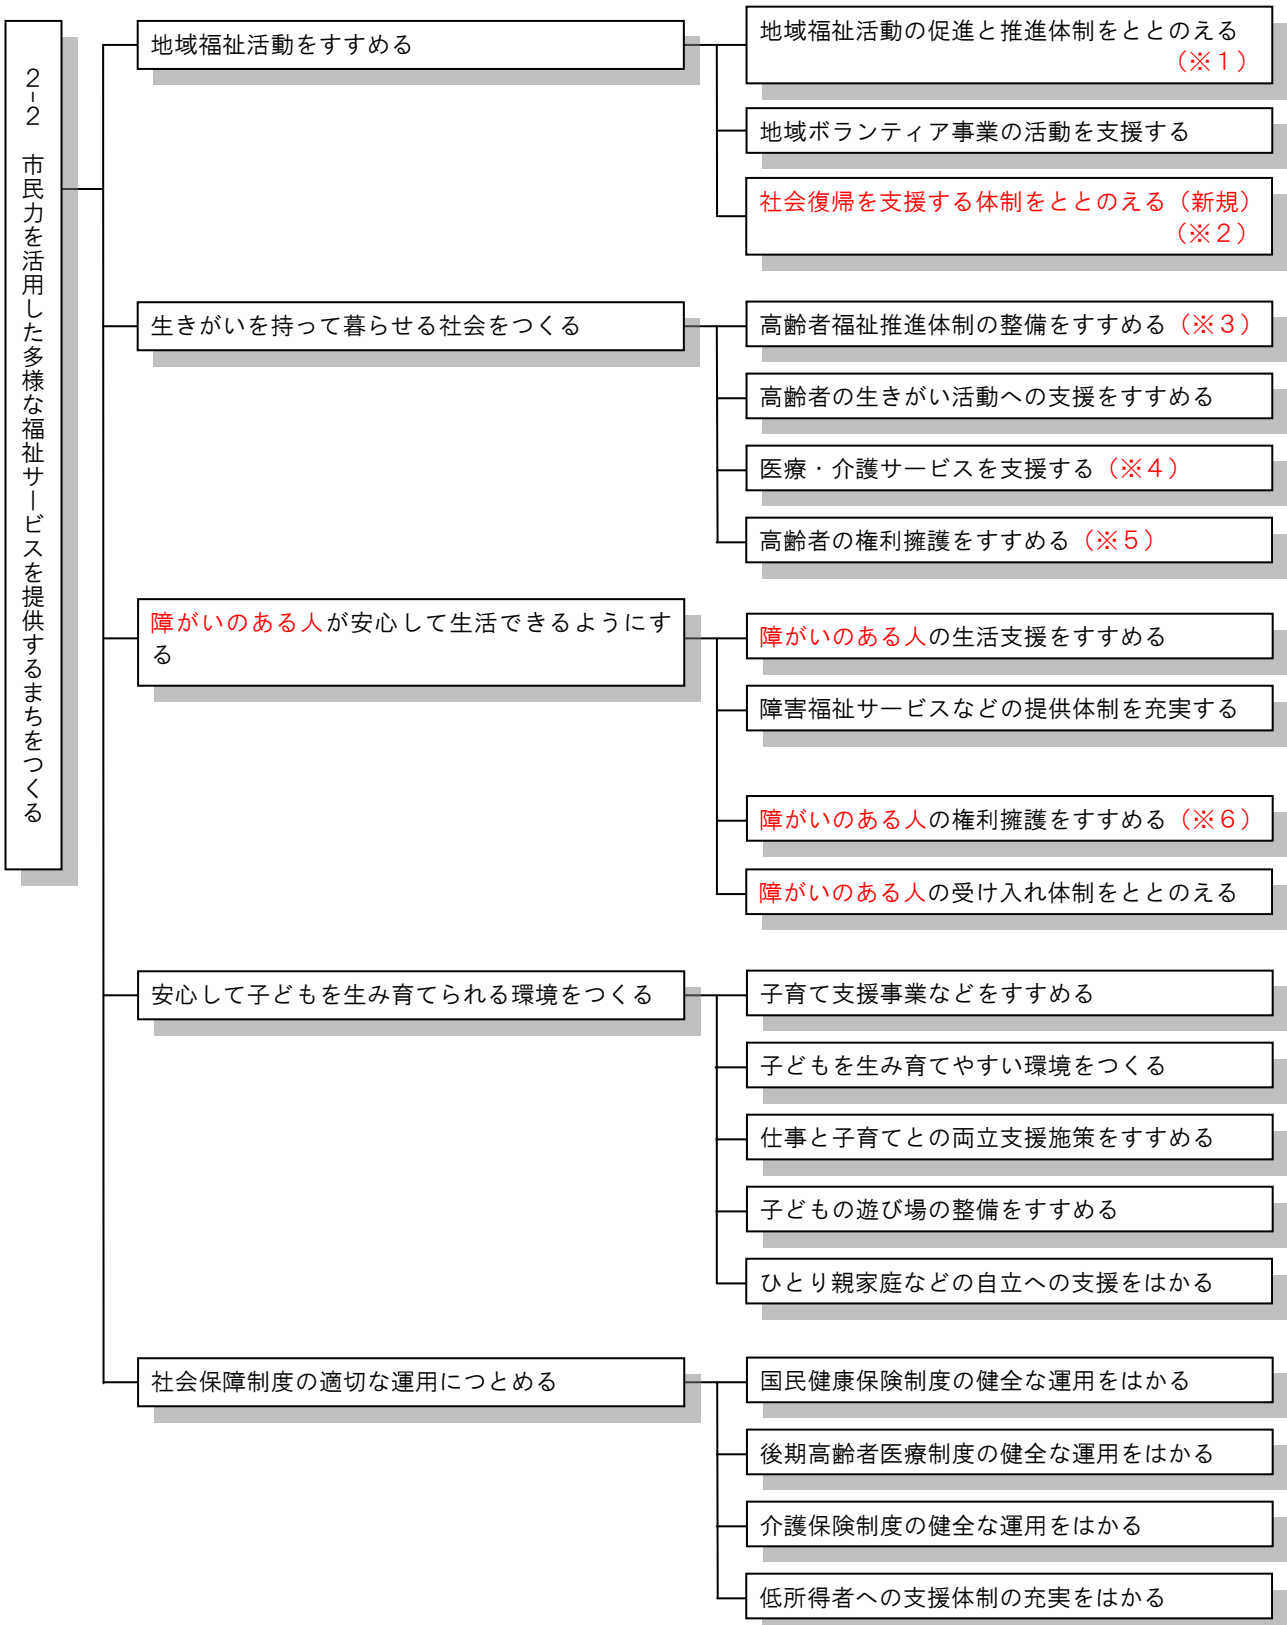 2-2 市民力を活用した多様な福祉サービスを提供するまちをつくる
地域福祉活動をすすめる
地域福祉活動の促進と推進体制をととのえる
（※１）
地域ボランティア事業の活動を支援する
社会復帰を支援する体制をととのえる（新規）
（※２）
生きがいを持って暮らせる社会をつくる
高齢者福祉推進体制の整備をすすめる（※３）
高齢者の生きがい活動への支援をすすめる
医療・介護サービスを支援する（※４）
高齢者の権利擁護をすすめる（※５）
障がいのある人が安心して生活できるようにす
る
障がいのある人の生活支援をすすめる
障害福祉サービスなどの提供体制を充実する
障がいのある人の権利擁護をすすめる（※６）
障がいのある人の受け入れ体制をととのえる
安心して子どもを生み育てられる環境をつくる
子育て支援事業などをすすめる
子どもを生み育てやすい環境をつくる
仕事と子育てとの両立支援施策をすすめる
子どもの遊び場の整備をすすめる
ひとり親家庭などの自立への支援をはかる
社会保障制度の適切な運用につとめる
国民健康保険制度の健全な運用をはかる
後期高齢者医療制度の健全な運用をはかる
介護保険制度の健全な運用をはかる
低所得者への支援体制の充実をはかる